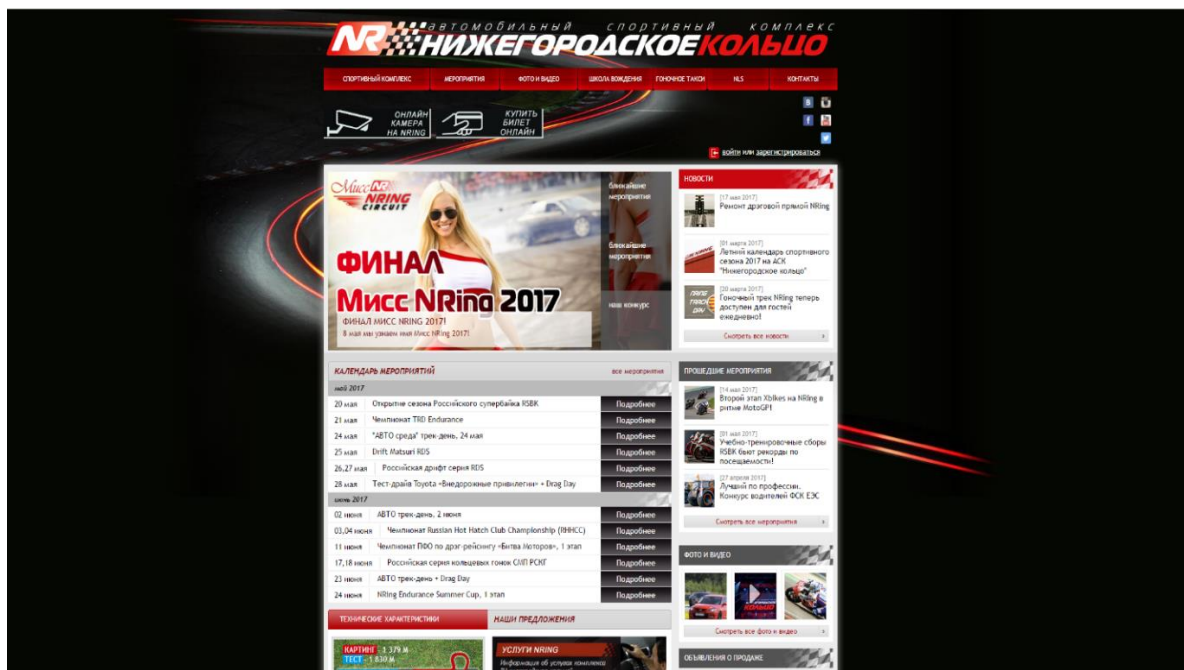 автомобильный спортивный комплекс
NR НИЖЕГОРОДСКОЕ КОЛЬЦО
СПОРТИВНЫЙ КОМПЛЕКС МЕРОПРИЯТИЯ ФОТО И ВИДЕО ШКОЛА ВОЖДЕНИЯ ГОНОЧНОЕ ТАКСИ NLS КОНТАКТЫ
ОНЛАЙН
КАМЕРА
НА NRING
КУПИТЬ
БИЛЕТ
ОНЛАЙН
войти или зарегистрироваться
Мисс NR
NRING
CIRCUIT
ФИНАЛ
Мисс NRing 2017
ФИНАЛ МИСС NRING 2017!
8 мая мы узнаем имя Мисс NRing 2017!
ближайшие
мероприятия
ближайшие
мероприятия
наш конкурс
НОВОСТИ
[17 мая 2017]
Ремонт дрэговой прямой NRing
[01 марта 2017]
Летний календарь спортивного
сезона 2017 на АСК
"Нижегородское кольцо"
[20 марта 2017]
Гоночный трек NRing теперь
доступен для гостей
ежедневно!
Смотреть все новости
КАЛЕНДАРЬ МЕРОПРИЯТИЙ все мероприятия
май 2017
20 мая Открытие сезона Российского супербайка RSBK Подробнее
21 мая Чемпионат TRD Endurance Подробнее
24 мая "АВТО среда" трек-день, 24 мая Подробнее
25 мая Drift Matsuri RDS Подробнее
26,27 мая Российская дрифт серия RDS Подробнее
28 мая Тест-драйв Toyota «Внедорожные привилегии» + Drag Day Подробнее
июнь 2017
02 июня АВТО трек-день, 2 июня Подробнее
03,04 июня Чемпионат Russian Hot Hatch Club Championship (RHHCC) Подробнее
11 июня Чемпионат ПФО по дрэг-рейсингу «Битва Моторов», 1 этап Подробнее
17,18 июня Российская серия кольцевых гонок СМП РСКГ Подробнее
23 июня АВТО трек-день + Drag Day Подробнее
24 июня NRing Endurance Summer Cup, 1 этап Подробнее
ПРОШЕДШИЕ МЕРОПРИЯТИЯ
[14 мая 2017]
Второй этап Xbikes на NRing в
ритме MotoGP!
[01 мая 2017]
Учебно-тренировочные сборы
RSBK бьют рекорды по
посещаемости!
[27 апреля 2017]
Лучший по профессии.
Конкурс водителей ФСК ЕЭС
Смотреть все мероприятия
ФОТО И ВИДЕО
КОЛЬЦО
Смотреть все фото и видео
ОБЪЯВЛЕНИЯ О ПРОДАЖЕ
ТЕХНИЧЕСКИЕ ХАРАКТЕРИСТИКИ НАШИ ПРЕДЛОЖЕНИЯ
КАРТИНГ - 1 379 М
ТЕСТ - 1 830 М
УСЛУГИ NRING
Информация об услугах комплекса